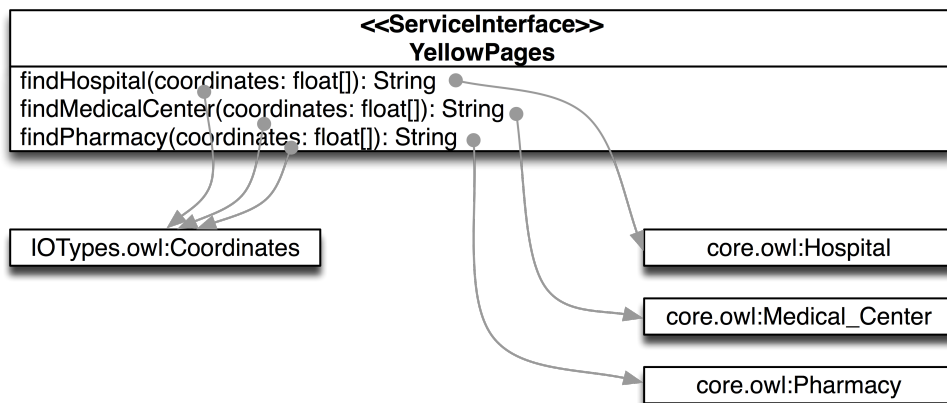 <<ServiceInterface>>
YellowPages
findHospital(coordinates: float[]): String
findMedicalCenter(coordinates: float[]): String
findPharmacy(coordinates: float[]): String
IOTypes.owl:Coordinates
core.owl:Hospital
core.owl:Medical_Center
core.owl:Pharmacy